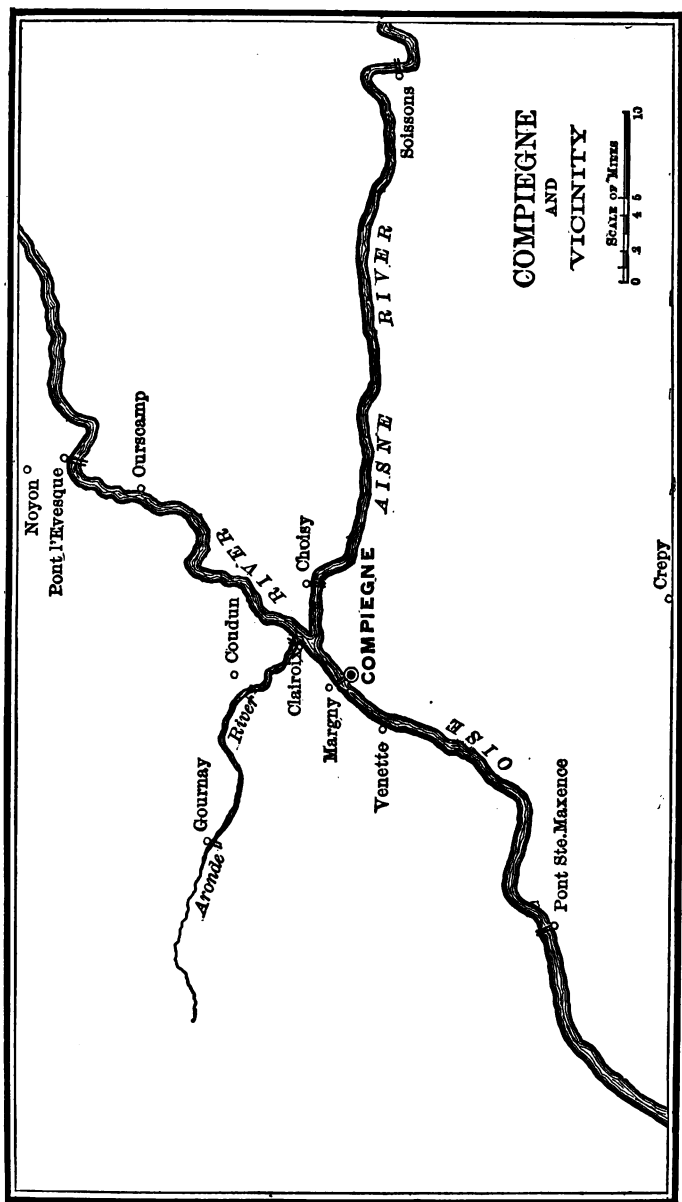 COMPIEGNE
AND
VICINITY
SCALE OF MILES
0 2 4 5 10
Noyon
Pont l'Evesque
Ourscamp
Soissons
RIVER
AISNE
Choisy
RIVER
Coudun
Clairoix
COMPIEGNE
Margny
Venette
OISE
River
Aronde
Gournay
Pont Ste. Maxence
Crepy